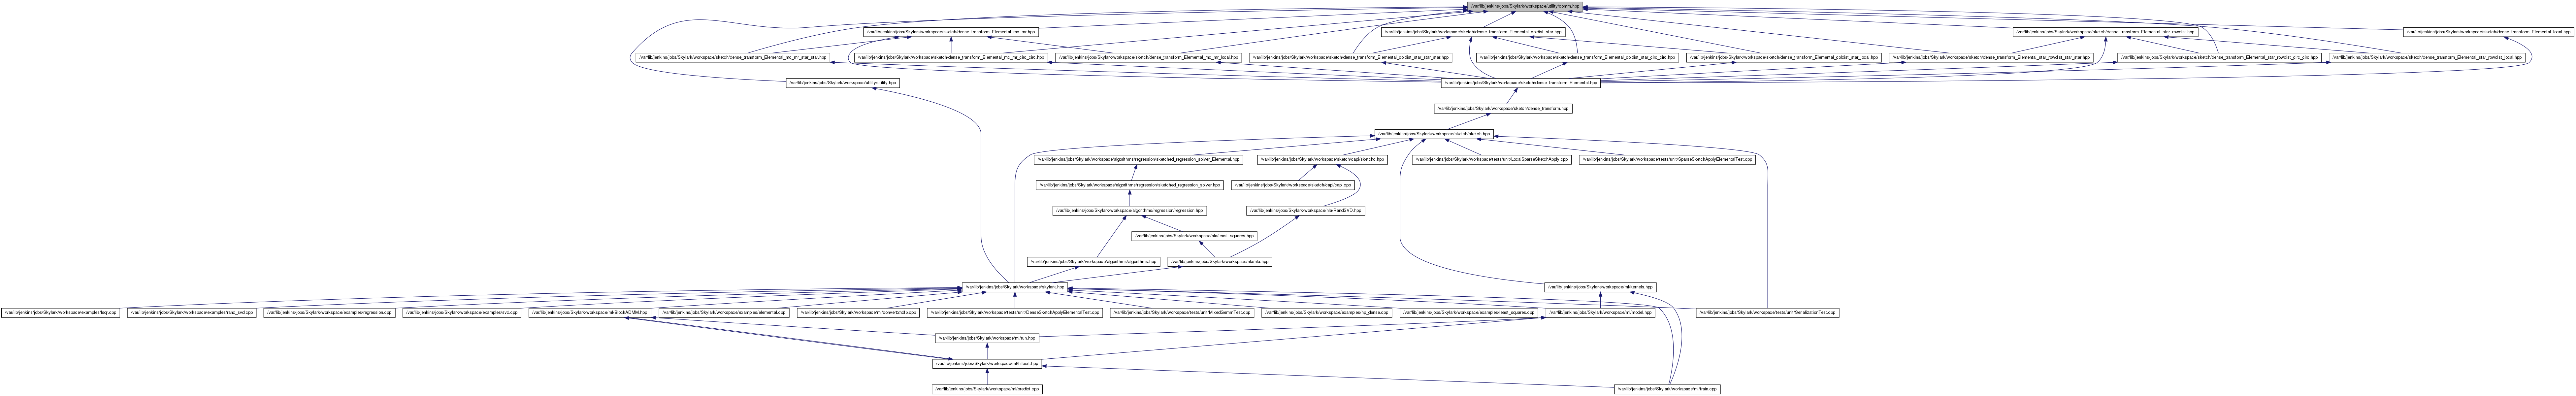 /var/lib/jenkins/jobs/Skylark/workspace/utility/comm.hpp
/var/lib/jenkins/jobs/Skylark/workspace/sketch/dense_transform_Elemental_mc_mr.hpp
/var/lib/jenkins/jobs/Skylark/workspace/sketch/dense_transform_Elemental_coldist_star.hpp
/var/lib/jenkins/jobs/Skylark/workspace/sketch/dense_transform_Elemental_star_rowdist.hpp
/var/lib/jenkins/jobs/Skylark/workspace/sketch/dense_transform_Elemental_local.hpp
/var/lib/jenkins/jobs/Skylark/workspace/sketch/dense_transform_Elemental_mc_mr_star_star.hpp
/var/lib/jenkins/jobs/Skylark/workspace/sketch/dense_transform_Elemental_mc_mr_circ_circ.hpp
/var/lib/jenkins/jobs/Skylark/workspace/sketch/dense_transform_Elemental_mc_mr_local.hpp
/var/lib/jenkins/jobs/Skylark/workspace/sketch/dense_transform_Elemental_coldist_star_star_star.hpp
/var/lib/jenkins/jobs/Skylark/workspace/sketch/dense_transform_Elemental_coldist_star_circ_circ.hpp
/var/lib/jenkins/jobs/Skylark/workspace/sketch/dense_transform_Elemental_coldist_star_local.hpp
/var/lib/jenkins/jobs/Skylark/workspace/sketch/dense_transform_Elemental_star_rowdist_star_star.hpp
/var/lib/jenkins/jobs/Skylark/workspace/sketch/dense_transform_Elemental_star_rowdist_circ_circ.hpp
/var/lib/jenkins/jobs/Skylark/workspace/sketch/dense_transform_Elemental_star_rowdist_local.hpp
/var/lib/jenkins/jobs/Skylark/workspace/utility/utility.hpp
/var/lib/jenkins/jobs/Skylark/workspace/sketch/dense_transform_Elemental.hpp
/var/lib/jenkins/jobs/Skylark/workspace/sketch/dense_transform.hpp
/var/lib/jenkins/jobs/Skylark/workspace/sketch/sketch.hpp
/var/lib/jenkins/jobs/Skylark/workspace/algorithms/regression/sketched_regression_solver_Elemental.hpp
/var/lib/jenkins/jobs/Skylark/workspace/sketch/capi/sketchc.hpp
/var/lib/jenkins/jobs/Skylark/workspace/tests/unit/LocalSparseSketchApply.cpp
/var/lib/jenkins/jobs/Skylark/workspace/tests/unit/SparseSketchApplyElementalTest.cpp
/var/lib/jenkins/jobs/Skylark/workspace/algorithms/regression/sketched_regression_solver.hpp
/var/lib/jenkins/jobs/Skylark/workspace/sketch/capi/capi.cpp
/var/lib/jenkins/jobs/Skylark/workspace/algorithms/regression/regression.hpp
/var/lib/jenkins/jobs/Skylark/workspace/nla/RandSVD.hpp
/var/lib/jenkins/jobs/Skylark/workspace/nla/least_squares.hpp
/var/lib/jenkins/jobs/Skylark/workspace/algorithms/algorithms.hpp
/var/lib/jenkins/jobs/Skylark/workspace/nla/nla.hpp
/var/lib/jenkins/jobs/Skylark/workspace/skylark.hpp
/var/lib/jenkins/jobs/Skylark/workspace/ml/kernels.hpp
/var/lib/jenkins/jobs/Skylark/workspace/examples/lsqr.cpp
/var/lib/jenkins/jobs/Skylark/workspace/examples/rand_svd.cpp
/var/lib/jenkins/jobs/Skylark/workspace/examples/regression.cpp
/var/lib/jenkins/jobs/Skylark/workspace/examples/svd.cpp
/var/lib/jenkins/jobs/Skylark/workspace/ml/BlockADMM.hpp
/var/lib/jenkins/jobs/Skylark/workspace/examples/elemental.cpp
/var/lib/jenkins/jobs/Skylark/workspace/ml/convert2hdf5.cpp
/var/lib/jenkins/jobs/Skylark/workspace/tests/unit/DenseSketchApplyElementalTest.cpp
/var/lib/jenkins/jobs/Skylark/workspace/tests/unit/MixedGemmTest.cpp
/var/lib/jenkins/jobs/Skylark/workspace/examples/hp_dense.cpp
/var/lib/jenkins/jobs/Skylark/workspace/examples/least_squares.cpp
/var/lib/jenkins/jobs/Skylark/workspace/ml/model.hpp
/var/lib/jenkins/jobs/Skylark/workspace/tests/unit/SerializationTest.cpp
/var/lib/jenkins/jobs/Skylark/workspace/ml/run.hpp
/var/lib/jenkins/jobs/Skylark/workspace/ml/hilbert.hpp
/var/lib/jenkins/jobs/Skylark/workspace/ml/predict.cpp
/var/lib/jenkins/jobs/Skylark/workspace/ml/train.cpp